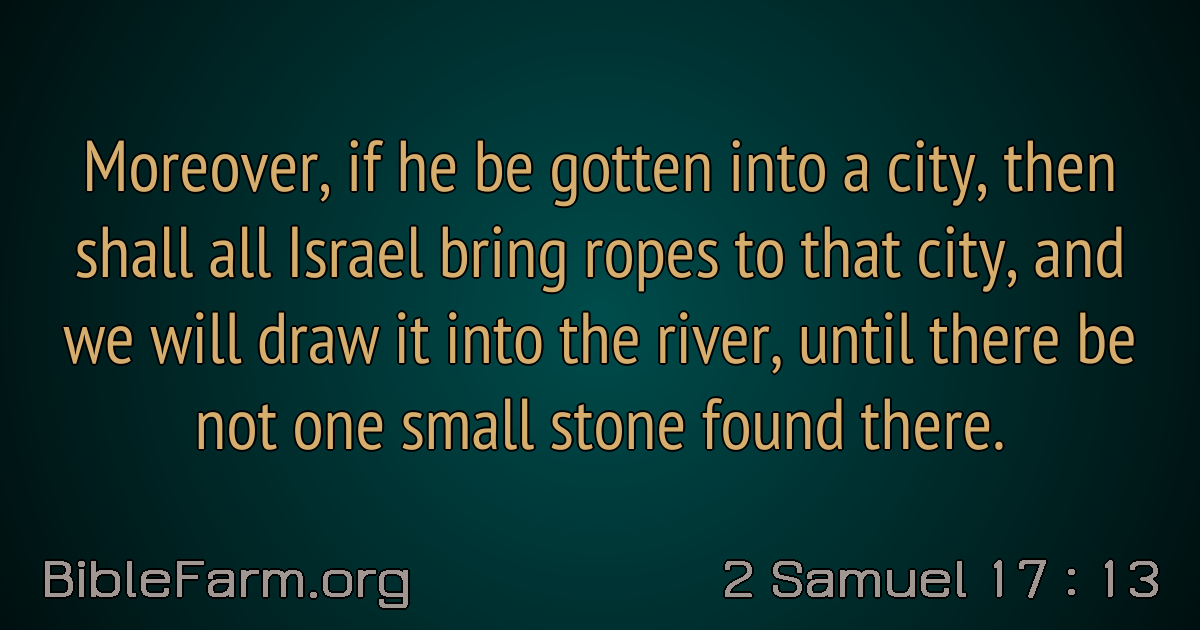 Moreover, if he be gotten into a city, then
shall all Israel bring ropes to that city, and
we will draw it into the river, until there be
not one small stone found there.
BibleFarm.org
2 Samuel 17 : 13